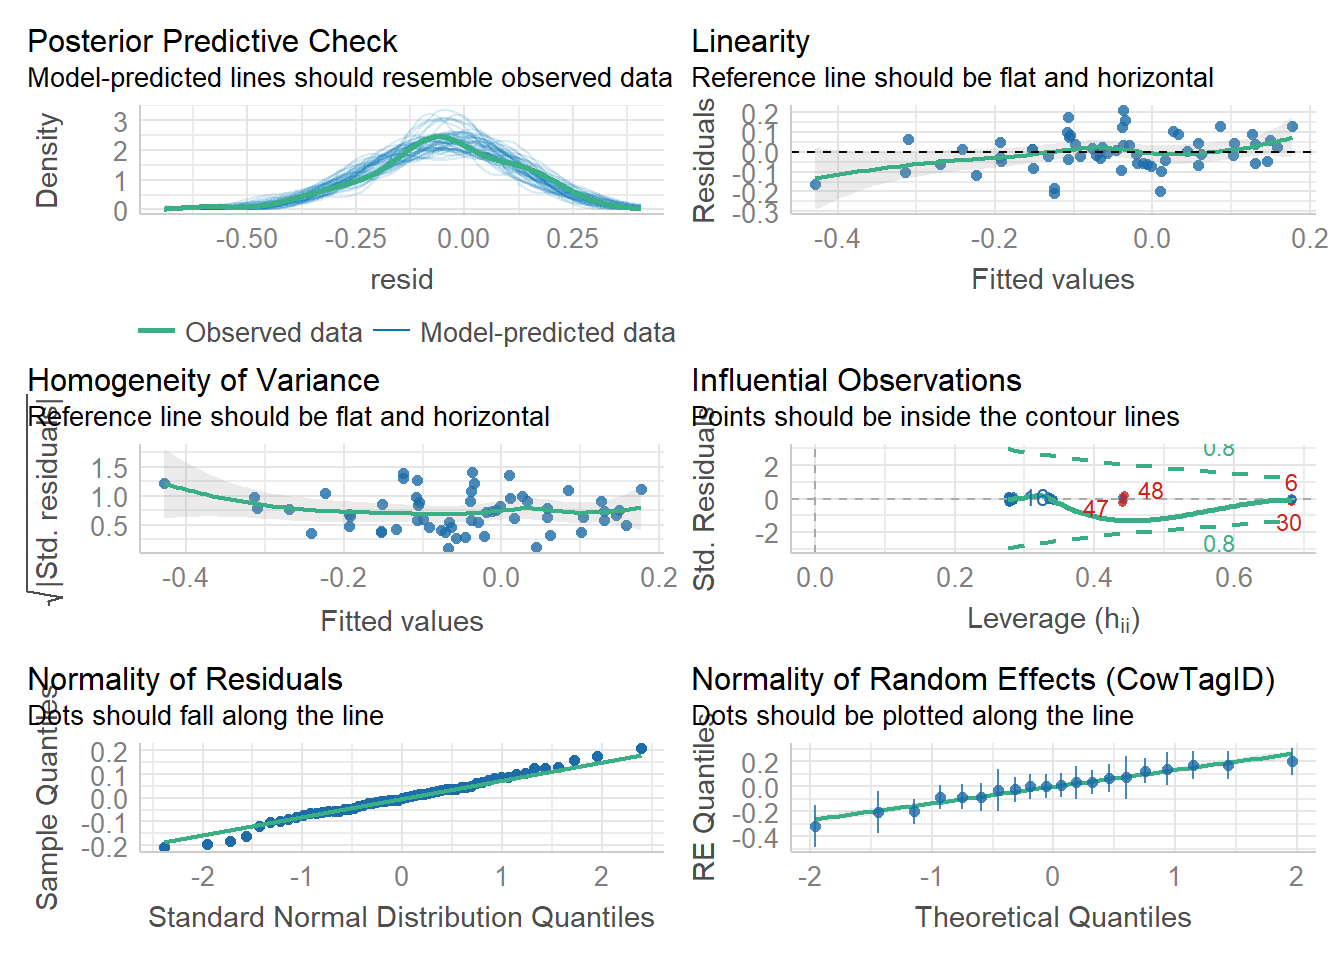 Posterior Predictive Check
Model-predicted lines should resemble observed data
Density
3
2
1
0
-0.50
-0.25
0.00
0.25
resid
Observed data
Model-predicted data
Linearity
Reference line should be flat and horizontal
Residuals
0.2
0.1
0.0
-0.1
-0.2
-0.3
-0.4
-0.2
0.0
0.2
Fitted values
Homogeneity of Variance
Reference line should be flat and horizontal
√|Std. residuals|
1.5
1.0
0.5
-0.4
-0.2
0.0
0.2
Fitted values
Influential Observations
Points should be inside the contour lines
Std. Residuals
2
0
-2
0.8
6
48
47
30
0.8
0.0
0.2
0.4
0.6
Leverage (hii)
Normality of Residuals
Dots should fall along the line
Sample Quantiles
0.2
0.1
0.0
-0.1
-0.2
-2
-1
0
1
2
Standard Normal Distribution Quantiles
Normality of Random Effects (CowTagID)
Dots should be plotted along the line
RE Quantiles
0.2
0.0
-0.2
-0.4
-2
-1
0
1
2
Theoretical Quantiles